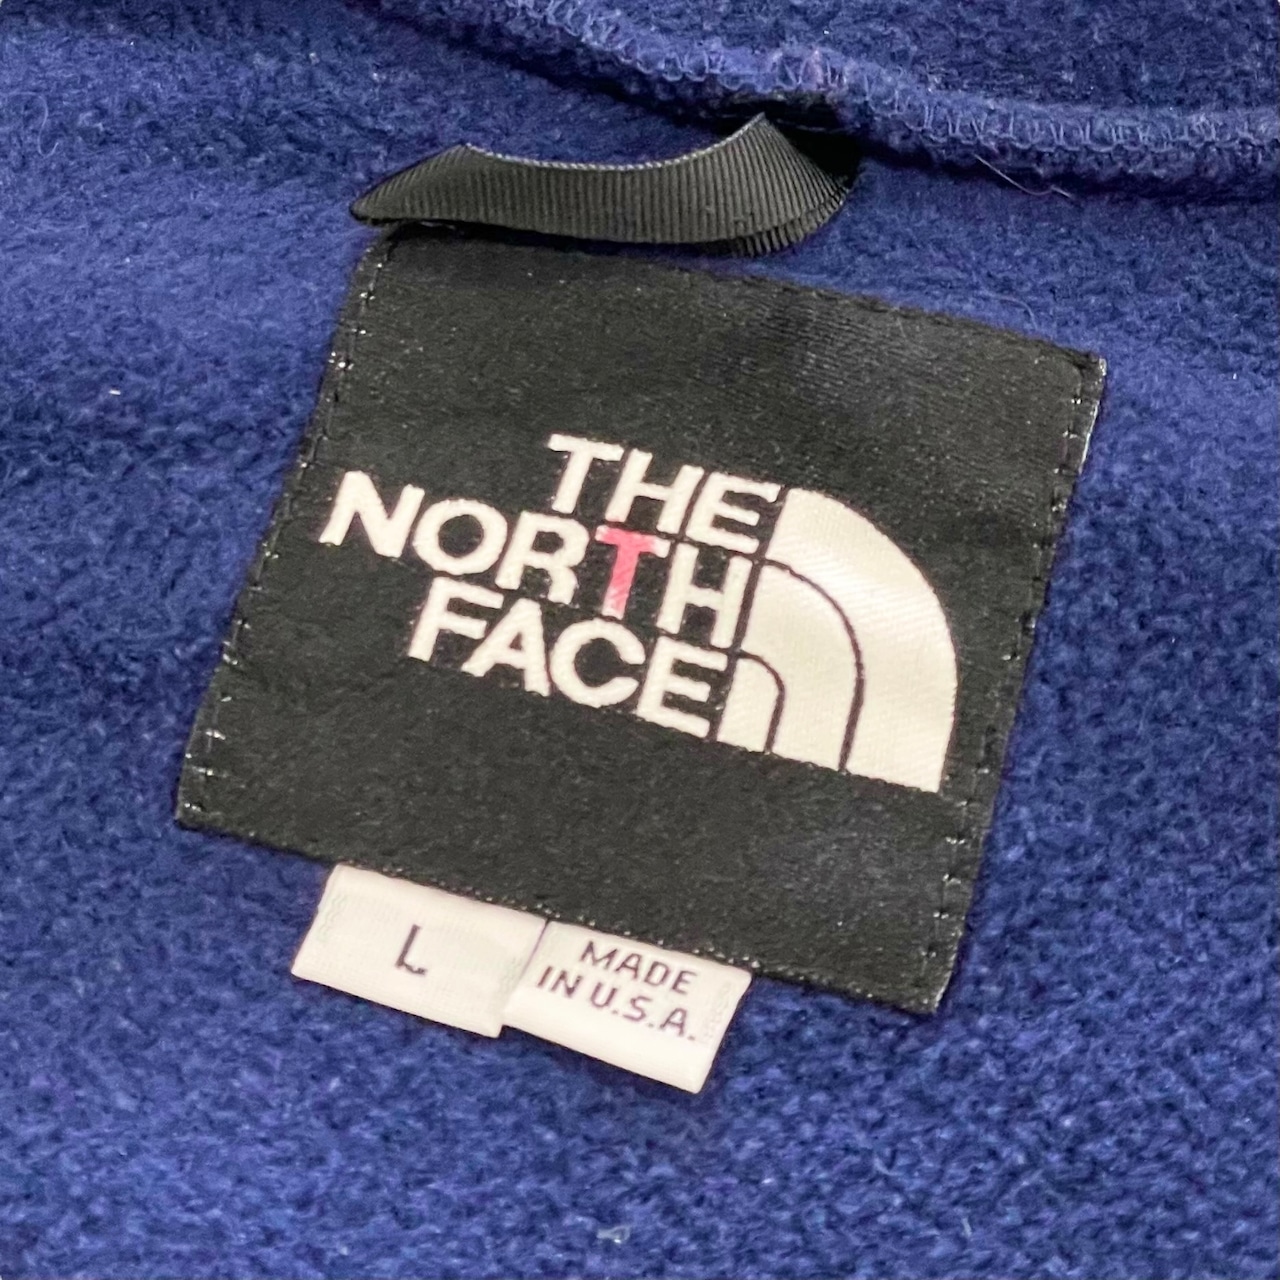 THE
NORTH
FACE
L
MADE
IN U.S.A.